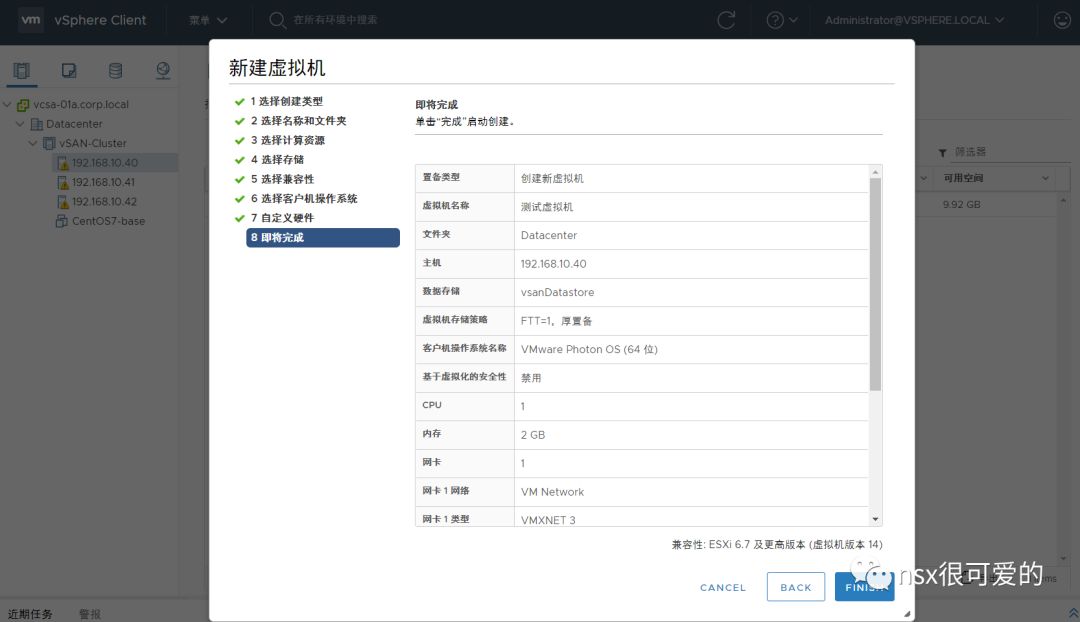 vm vSphere Client 菜单 在所有环境中搜索 Administrator@VSPHERE.LOCAL
vcsa-01a.corp.local
Datacenter
vSAN-Cluster
192.168.10.40
192.168.10.41
192.168.10.42
CentOS7-base
筛选器
可用空间
9.92 GB
新建虚拟机
1 选择创建类型
2 选择名称和文件夹
3 选择计算资源
4 选择存储
5 选择兼容性
6 选择客户机操作系统
7 自定义硬件
8 即将完成
即将完成
单击“完成”启动创建。
置备类型 创建新虚拟机
虚拟机名称 测试虚拟机
文件夹 Datacenter
主机 192.168.10.40
数据存储 vsanDatastore
虚拟机存储策略 FTT=1，厚置备
客户机操作系统名称 VMware Photon OS (64 位)
基于虚拟化的安全性 禁用
CPU 1
内存 2 GB
网卡 1
网卡 1 网络 VM Network
网卡 1 类型 VMXNET 3
兼容性: ESXi 6.7 及更高版本 (虚拟机版本 14)
CANCEL BACK FINISH
nsx很可爱的
近期任务 警报